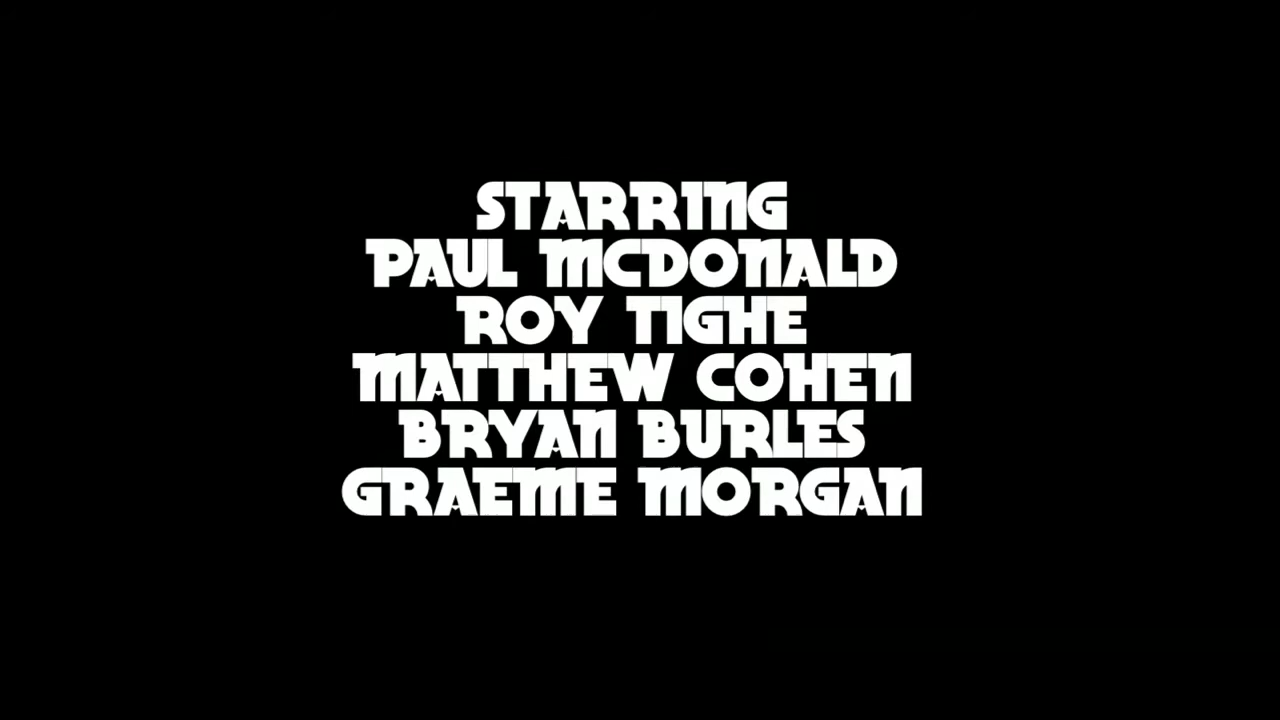 STARRING
PAUL MCDONALD
ROY TIGHE
MATTHEW COHEN
BRYAN BURLES
GRAEME MORGAN